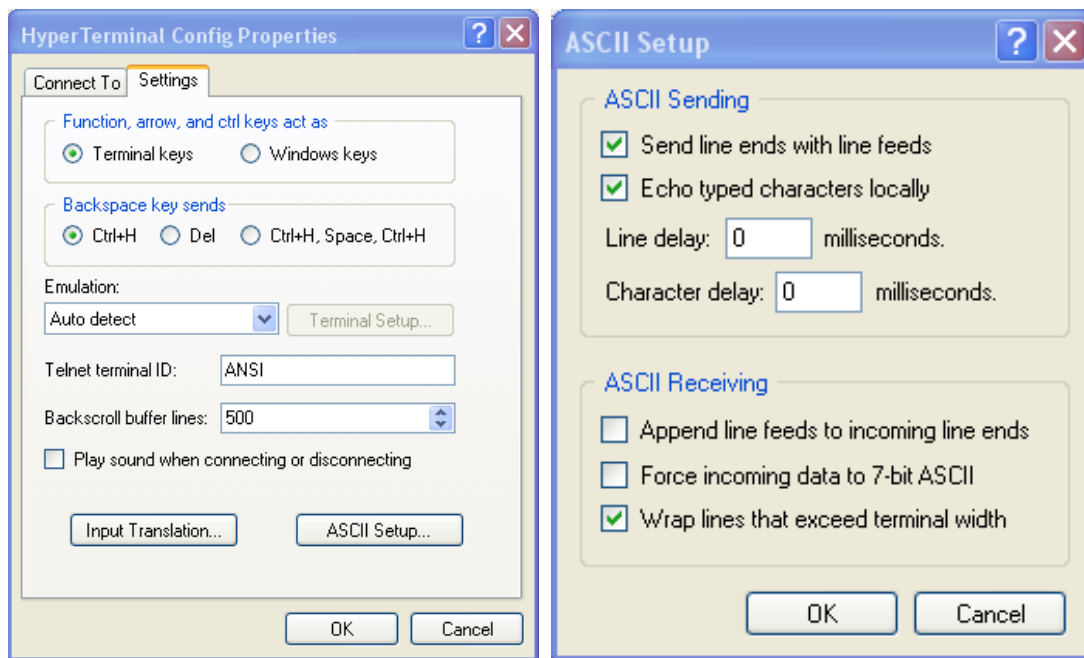 HyperTerminal Config Properties
Connect To Settings
Function, arrow, and ctrl keys act as
Terminal keys Windows keys
Backspace key sends
Ctrl+H Del Ctrl+H, Space, Ctrl+H
Emulation:
Auto detect Terminal Setup...
Telnet terminal ID: ANSI
Backscroll buffer lines: 500
Play sound when connecting or disconnecting
Input Translation... ASCII Setup...
OK Cancel
ASCII Setup
ASCII Sending
Send line ends with line feeds
Echo typed characters locally
Line delay: 0 milliseconds.
Character delay: 0 milliseconds.
ASCII Receiving
Append line feeds to incoming line ends
Force incoming data to 7-bit ASCII
Wrap lines that exceed terminal width
OK Cancel